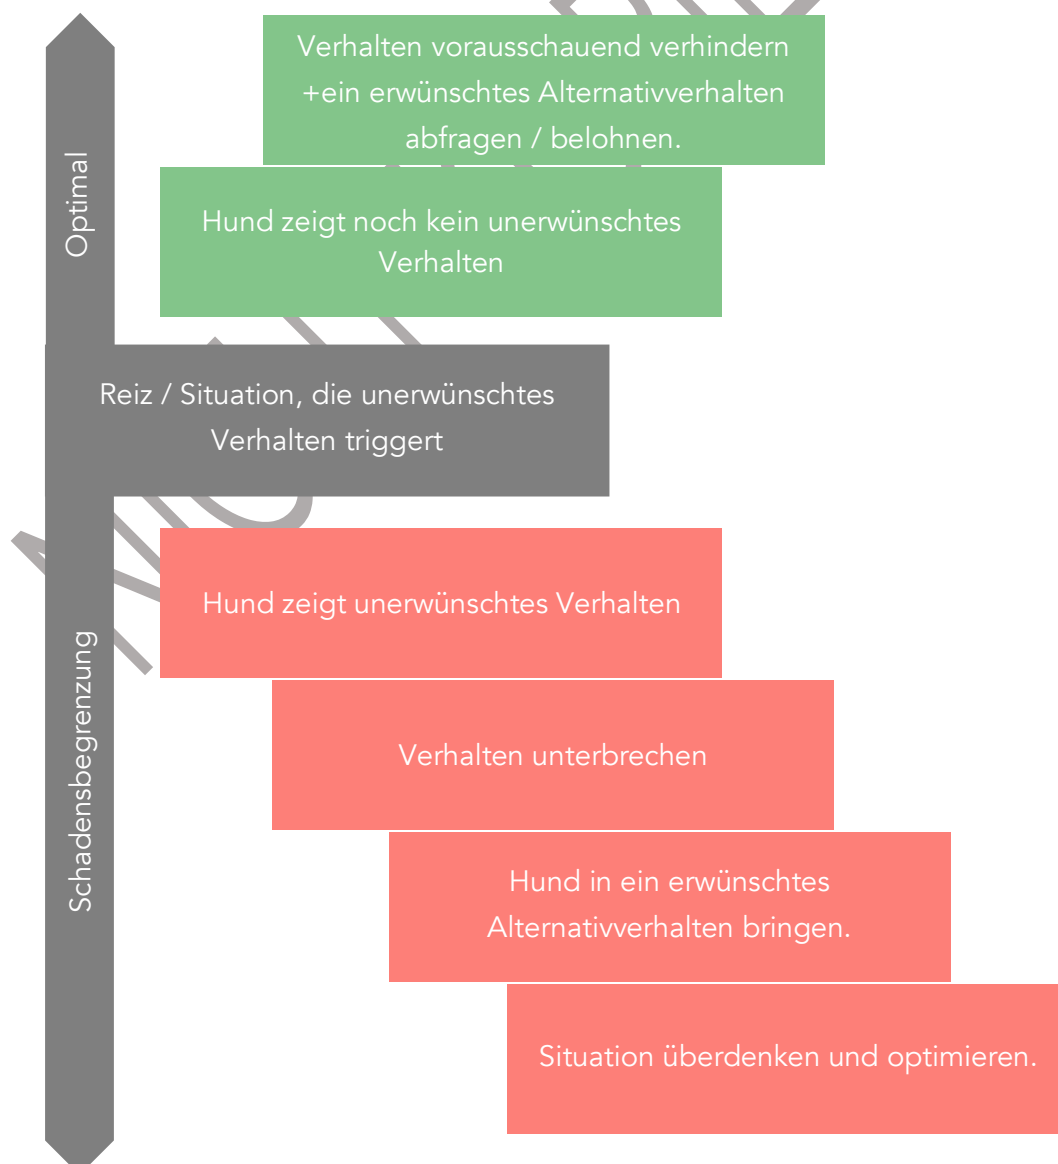 Verhalten vorausschauend verhindern
+ein erwünschtes Alternativverhalten
abfragen / belohnen.
Optimal
Hund zeigt noch kein unerwünschtes
Verhalten
Reiz / Situation, die unerwünschtes
Verhalten triggert
Hund zeigt unerwünschtes Verhalten
Schadensbegrenzung
Verhalten unterbrechen
Hund in ein erwünschtes
Alternativverhalten bringen.
Situation überdenken und optimieren.